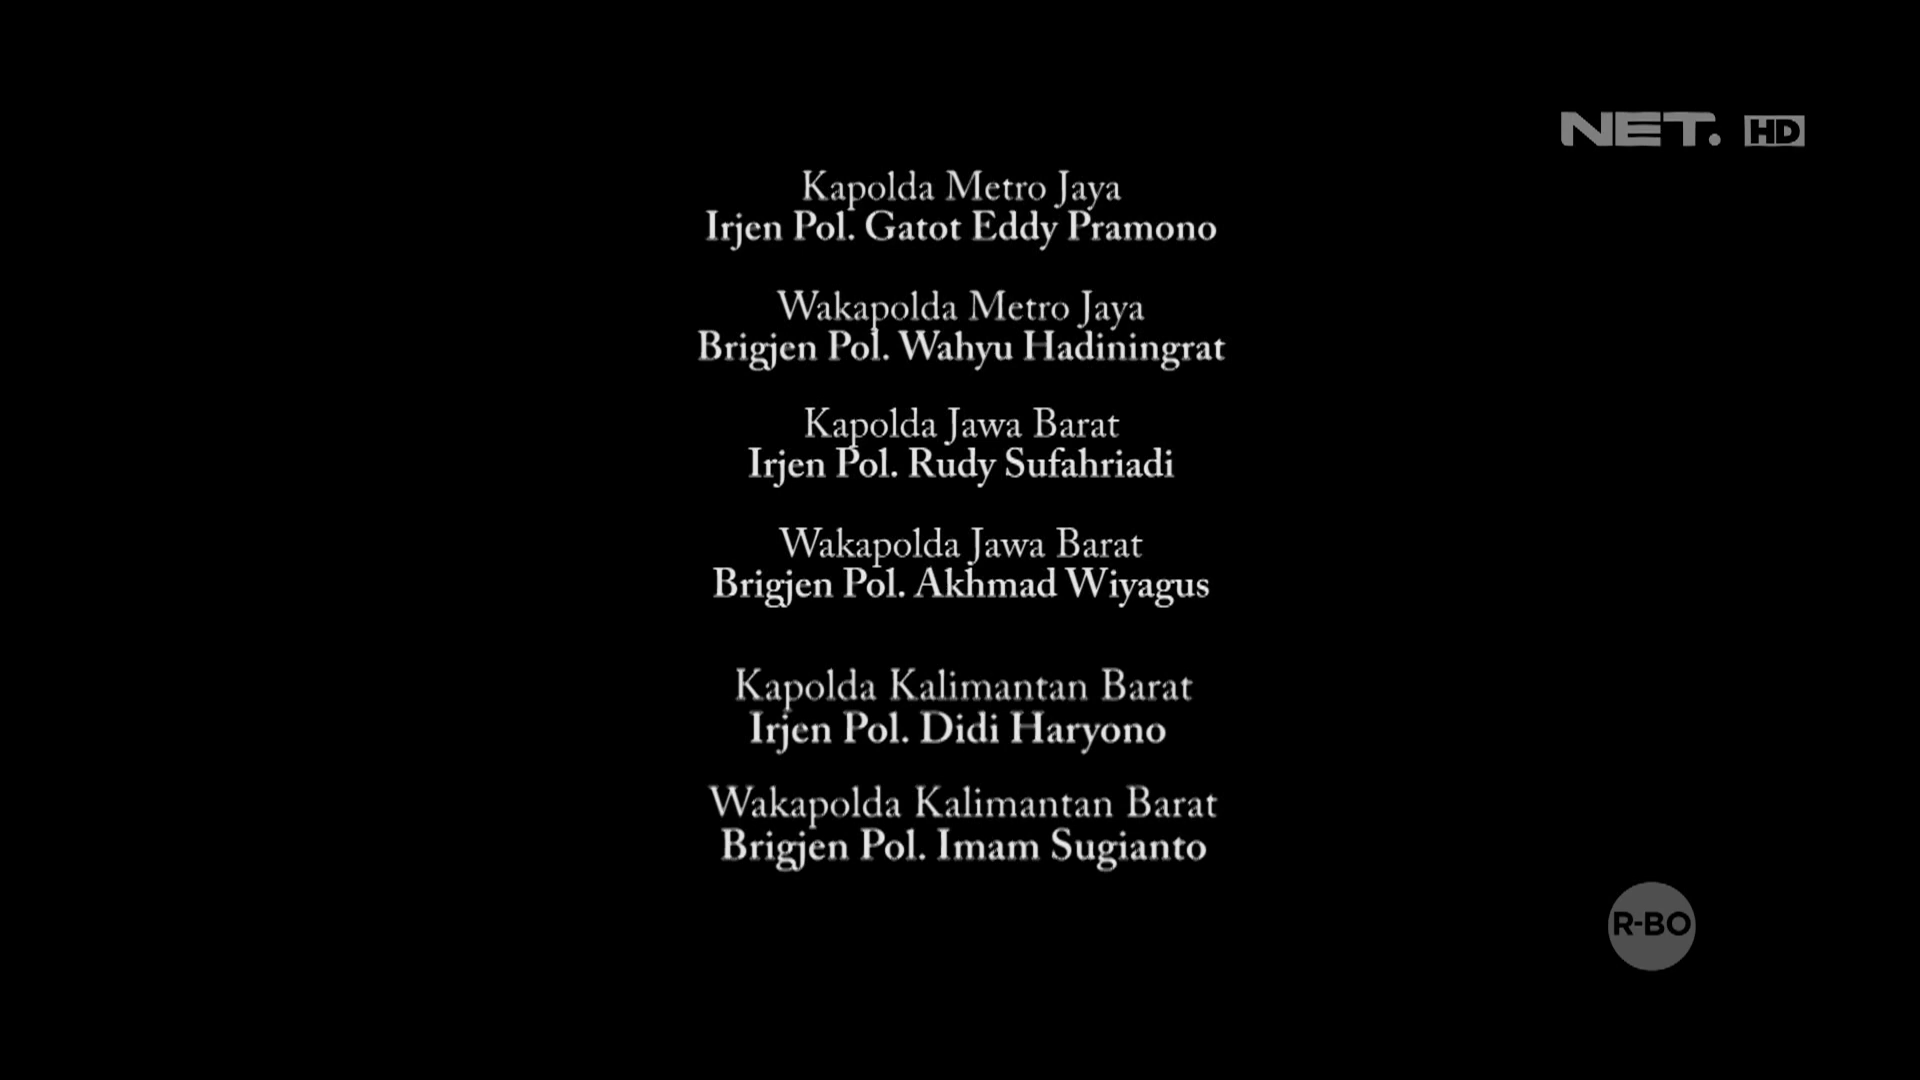 NET. HD
Kapolda Metro Jaya
Irjen Pol. Gatot Eddy Pramono
Wakapolda Metro Jaya
Brigjen Pol. Wahyu Hadiningrat
Kapolda Jawa Barat
Irjen Pol. Rudy Sufahriadi
Wakapolda Jawa Barat
Brigjen Pol. Akhmad Wiyagus
Kapolda Kalimantan Barat
Irjen Pol. Didi Haryono
Wakapolda Kalimantan Barat
Brigjen Pol. Imam Sugianto
R-BO